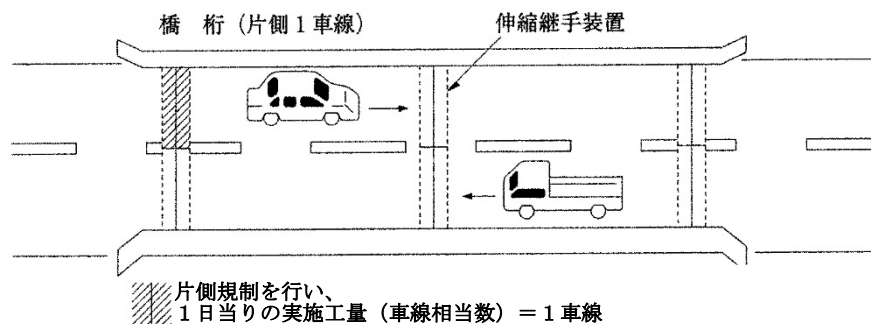 橋 桁（片側１車線）
伸縮継手装置
片側規制を行い、
１日当りの実施工量（車線相当数）＝１車線